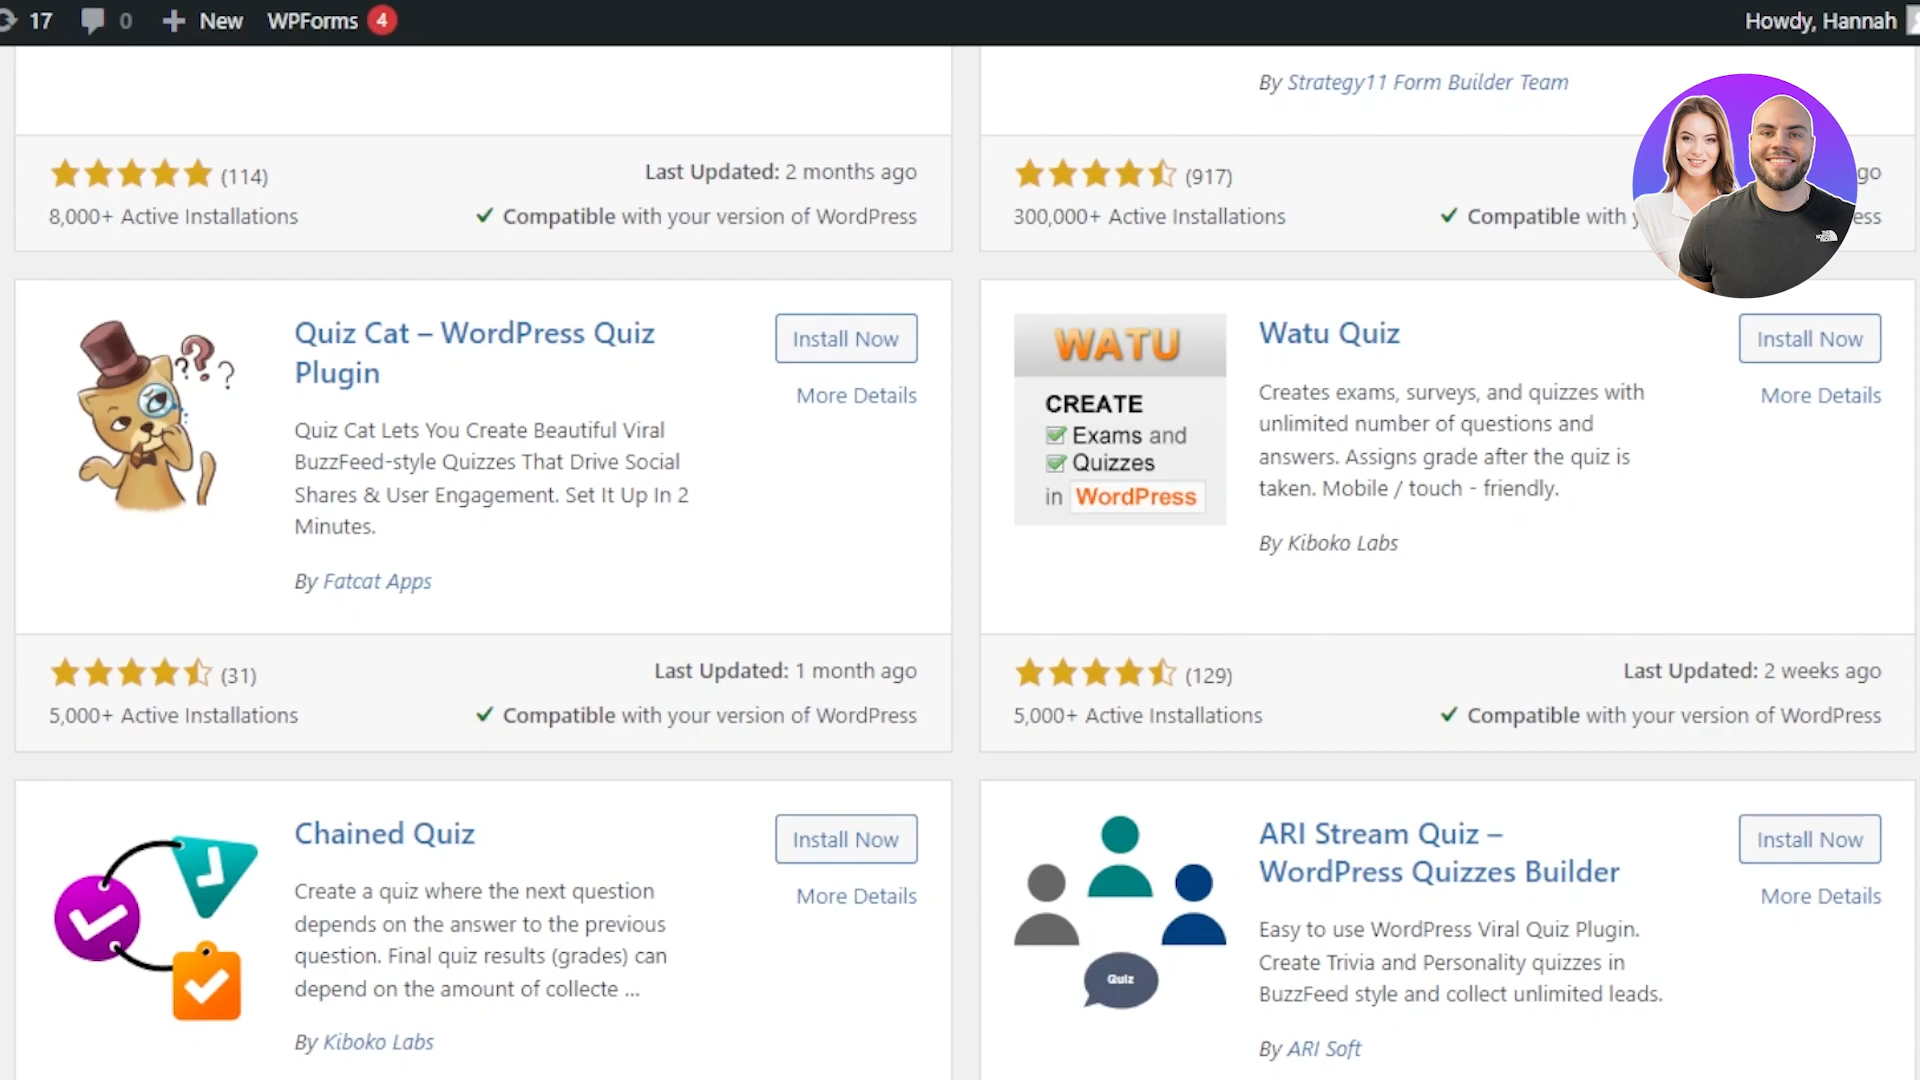 17 0 New WPForms 4 Howdy, Hannah
By Strategy11 Form Builder Team
(114) Last Updated: 2 months ago
8,000+ Active Installations Compatible with your version of WordPress
(917) go
300,000+ Active Installations Compatible with ess
Quiz Cat – WordPress Quiz Plugin
Install Now
More Details
Quiz Cat Lets You Create Beautiful Viral
BuzzFeed-style Quizzes That Drive Social
Shares & User Engagement. Set It Up In 2
Minutes.
By Fatcat Apps
(31) Last Updated: 1 month ago
5,000+ Active Installations Compatible with your version of WordPress
WATU
CREATE
Exams and
Quizzes
in WordPress
Watu Quiz
Install Now
More Details
Creates exams, surveys, and quizzes with
unlimited number of questions and
answers. Assigns grade after the quiz is
taken. Mobile / touch - friendly.
By Kiboko Labs
(129) Last Updated: 2 weeks ago
5,000+ Active Installations Compatible with your version of WordPress
Chained Quiz
Install Now
More Details
Create a quiz where the next question
depends on the answer to the previous
question. Final quiz results (grades) can
depend on the amount of collecte ...
By Kiboko Labs
Quiz
ARI Stream Quiz –
WordPress Quizzes Builder
Install Now
More Details
Easy to use WordPress Viral Quiz Plugin.
Create Trivia and Personality quizzes in
BuzzFeed style and collect unlimited leads.
By ARI Soft